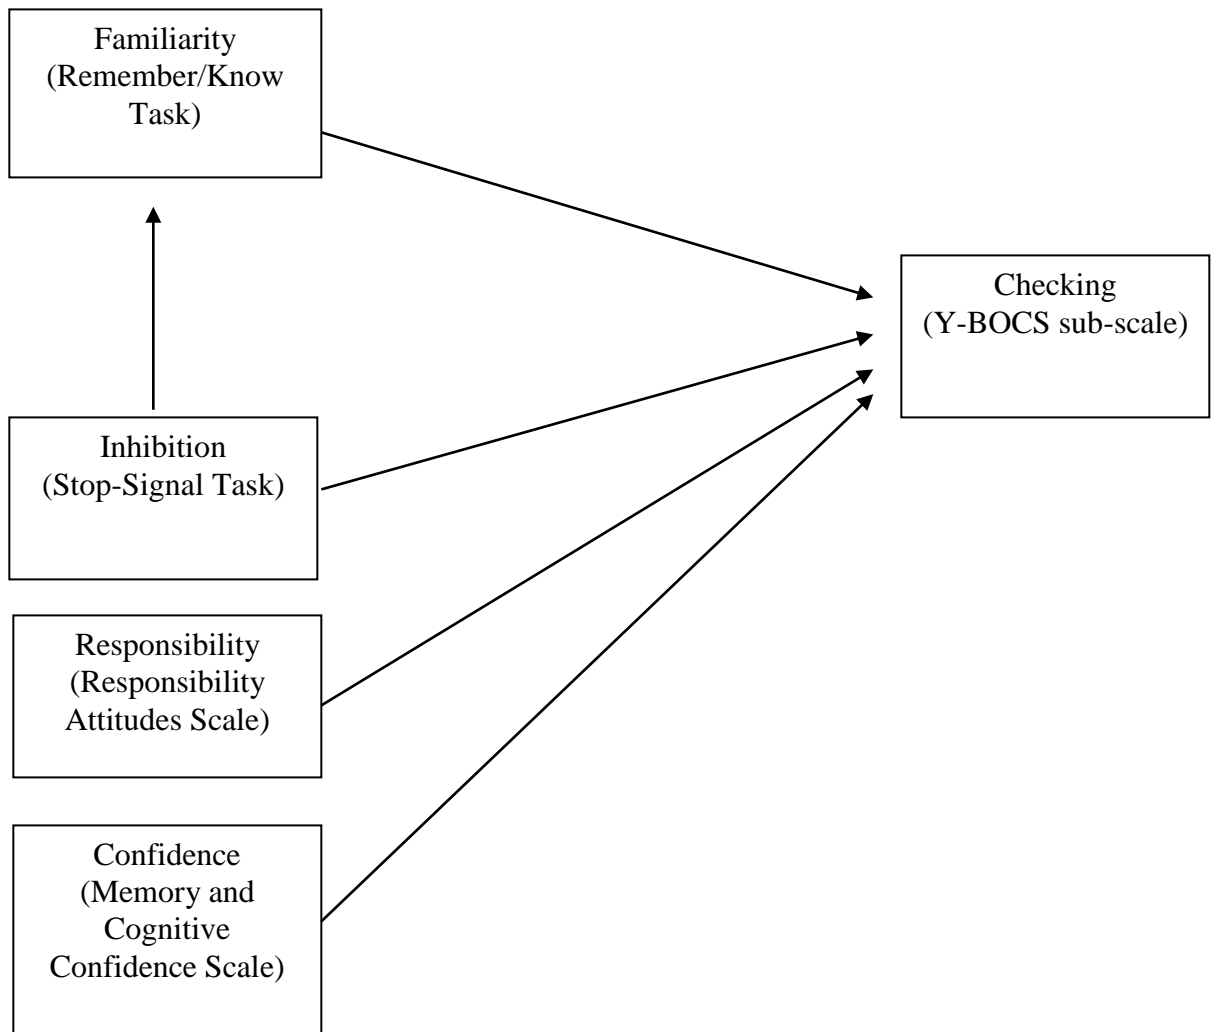 Familiarity
(Remember/Know
Task)
Checking
(Y-BOCS sub-scale)
Inhibition
(Stop-Signal Task)
Responsibility
(Responsibility
Attitudes Scale)
Confidence
(Memory and
Cognitive
Confidence Scale)